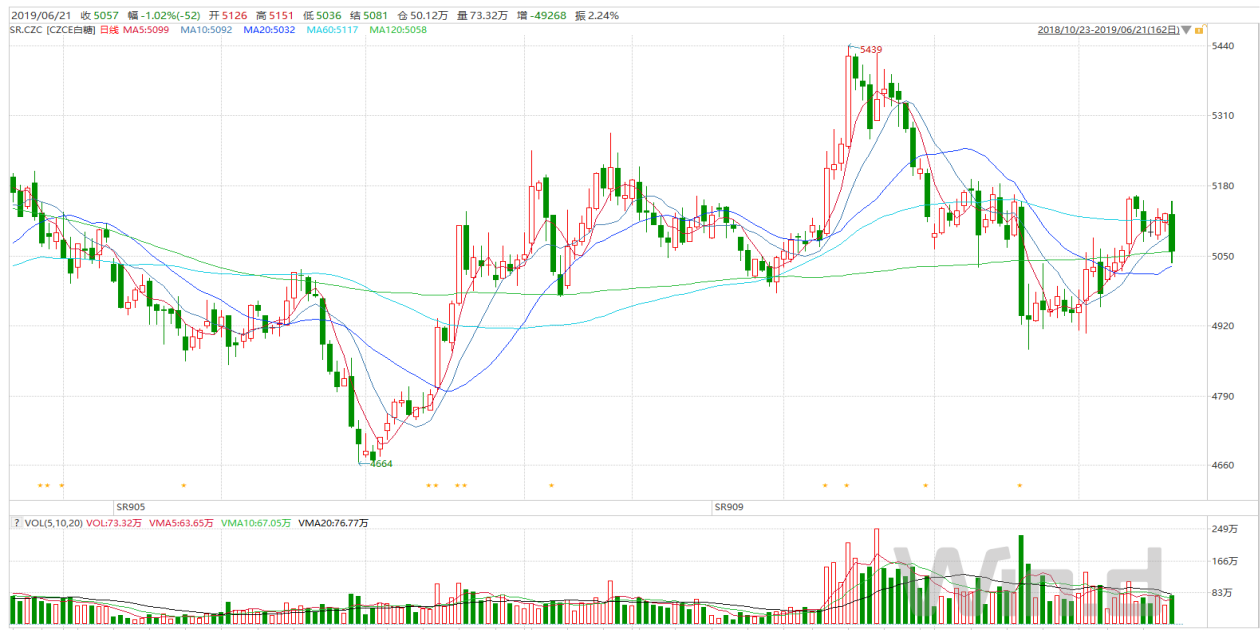 2019/06/21 收 5057 幅 -1.02%(-52) 开 5126 高 5151 低 5036 结 5081 仓 50.12万 量 73.32万 增 -49268 振 2.24%
SR.CZC [CZCE白糖] 日线 MA5:5099 MA10:5092 MA20:5032 MA60:5117 MA120:5058 2018/10/23-2019/06/21(162日)
5439
5440
5310
5180
5050
4920
4790
4664
4660
SR905 SR909
? VOL(5,10,20) VOL:73.32万 VMA5:63.65万 VMA10:67.05万 VMA20:76.77万
249万
166万
83万
Wind